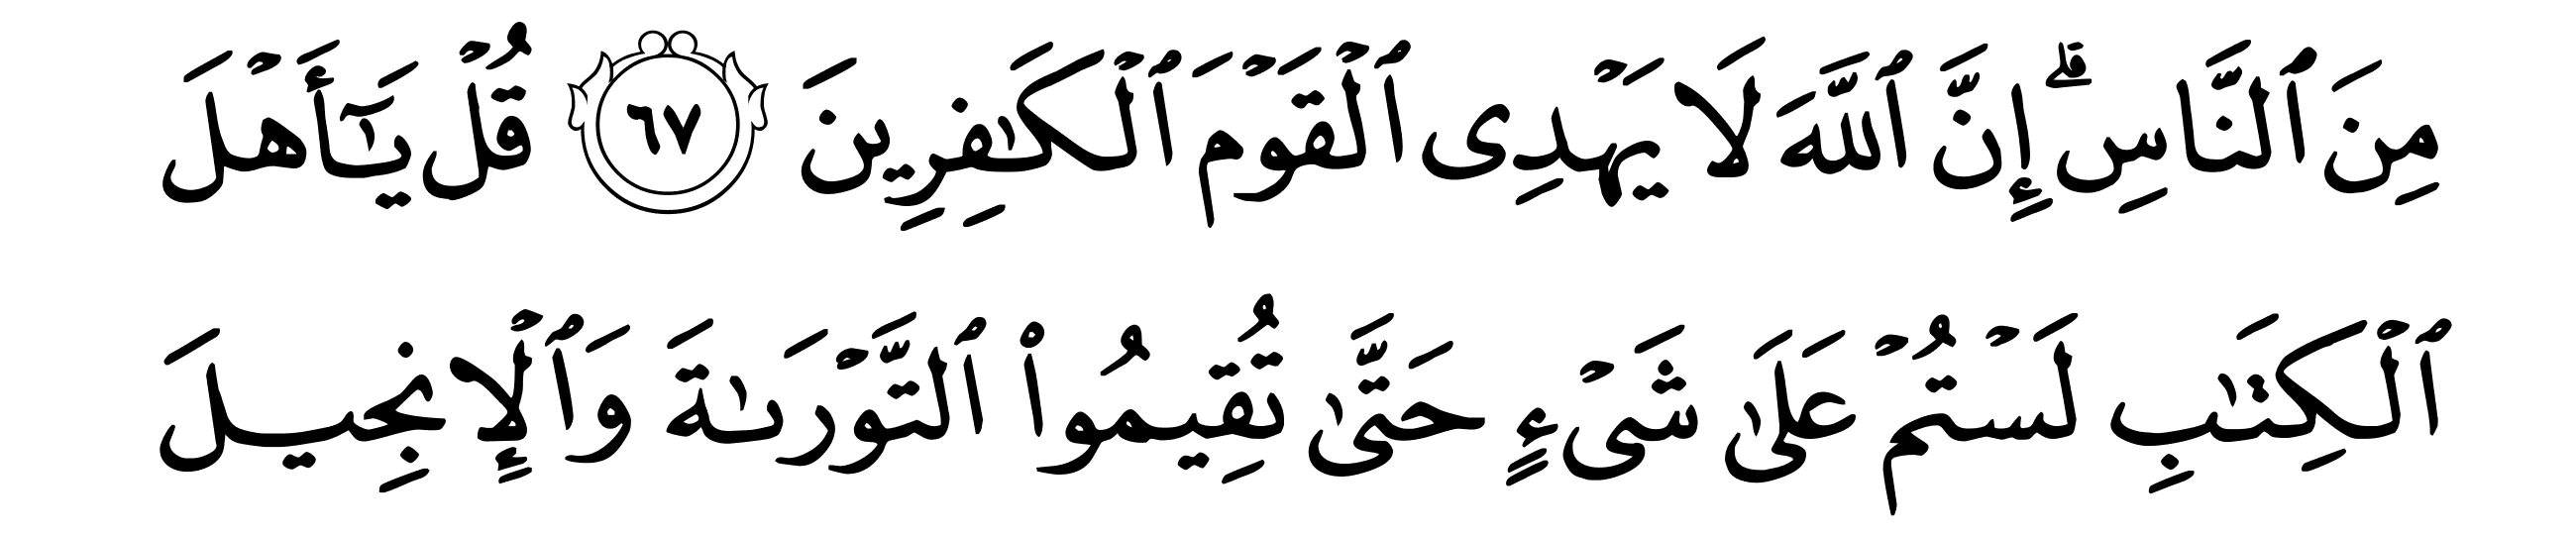 مِنَ ٱلنَّاسِۗ إِنَّ ٱللَّهَ لَا يَهۡدِى ٱلۡقَوۡمَ ٱلۡكَـٰفِرِينَ ٦٧ قُلۡ يَـٰٓأَهۡلَ
ٱلۡكِتَـٰبِ لَسۡتُمۡ عَلَىٰ شَىۡءٍ حَتَّىٰ تُقِيمُوا۟ ٱلتَّوۡرَىٰةَ وَٱلۡإِنجِيلَ